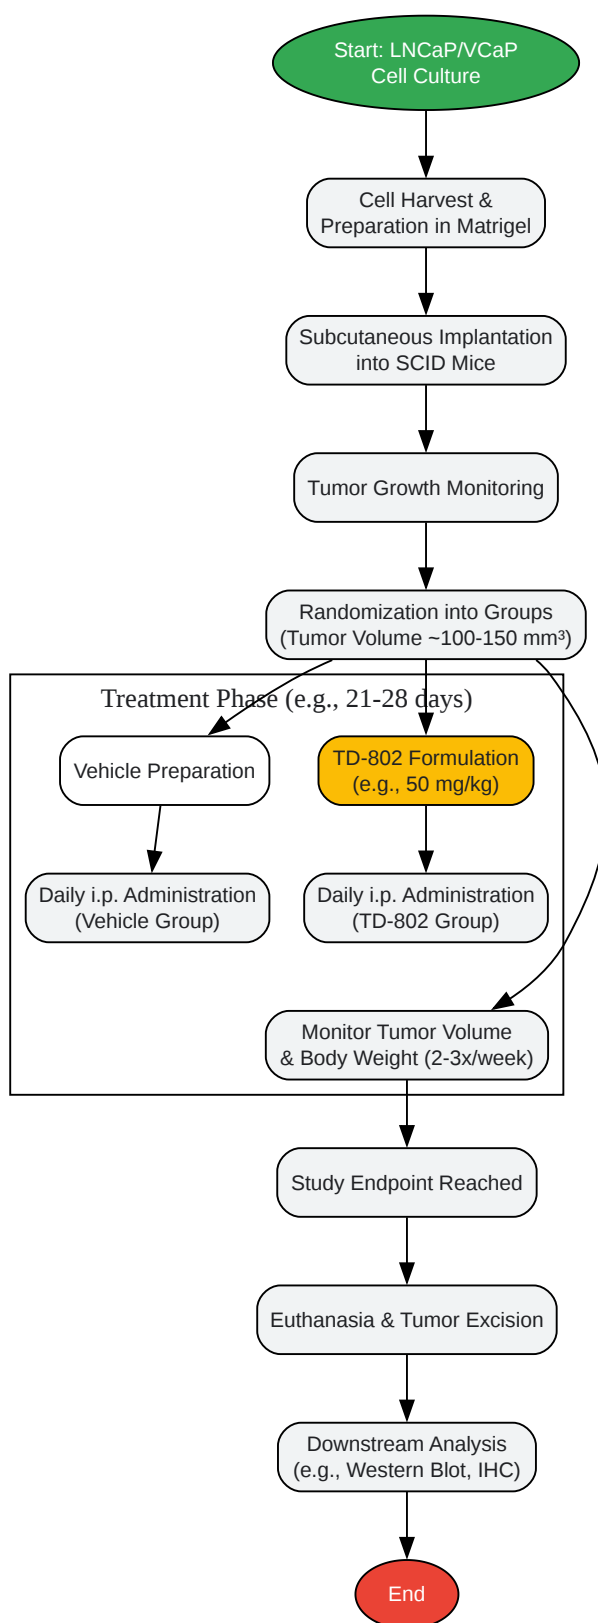 Start: LNCaP/VCaP
Cell Culture
Cell Harvest &
Preparation in Matrigel
Subcutaneous Implantation
into SCID Mice
Tumor Growth Monitoring
Randomization into Groups
(Tumor Volume ~100-150 mm³)
Treatment Phase (e.g., 21-28 days)
Vehicle Preparation
TD-802 Formulation
(e.g., 50 mg/kg)
Daily i.p. Administration
(Vehicle Group)
Daily i.p. Administration
(TD-802 Group)
Monitor Tumor Volume
& Body Weight (2-3x/week)
Study Endpoint Reached
Euthanasia & Tumor Excision
Downstream Analysis
(e.g., Western Blot, IHC)
End